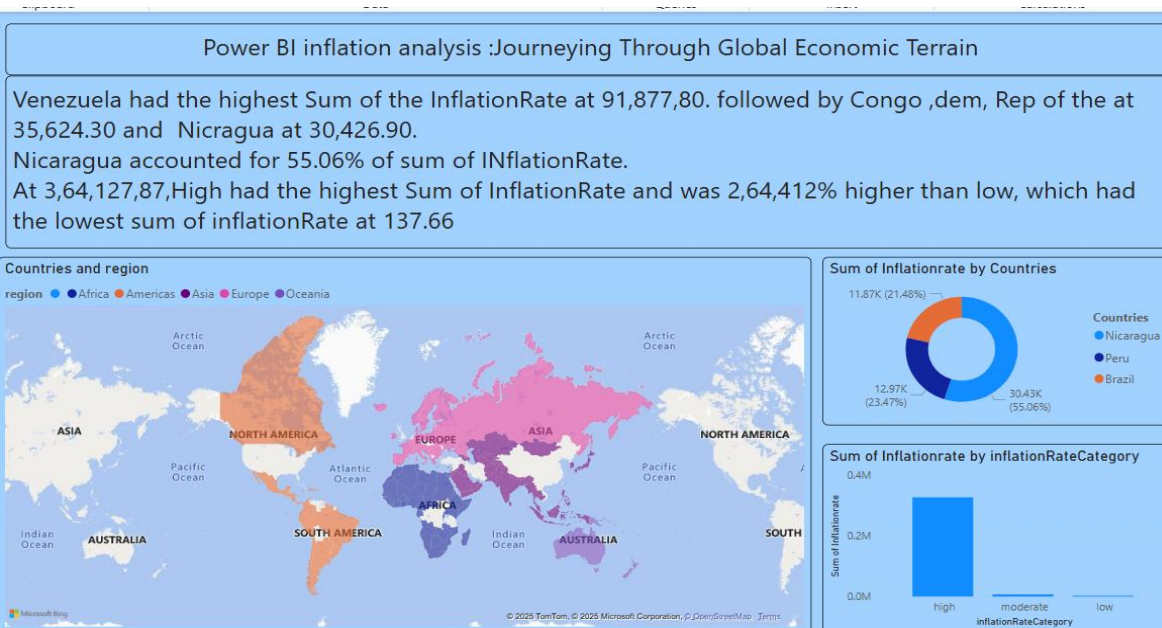 Power BI inflation analysis :Journeying Through Global Economic Terrain
Venezuela had the highest Sum of the InflationRate at 91,877,80. followed by Congo ,dem, Rep of the at
35,624.30 and Nicragua at 30,426.90.
Nicaragua accounted for 55.06% of sum of INflationRate.
At 3,64,127,87,High had the highest Sum of InflationRate and was 2,64,412% higher than low, which had
the lowest sum of inflationRate at 137.66
Countries and region
region Africa Americas Asia Europe Oceania
Arctic
Ocean
Arctic
Ocean
ASIA
NORTH AMERICA
EUROPE
ASIA
NORTH AMERICA
Pacific
Ocean
Atlantic
Ocean
Pacific
Ocean
AFRICA
Indian
Ocean
AUSTRALIA
SOUTH AMERICA
Indian
Ocean
AUSTRALIA
SOUTH
Microsoft Bing
© 2025 TomTom, © 2025 Microsoft Corporation, © OpenStreetMap Terms
Sum of Inflationrate by Countries
11.87K (21.48%)
12.97K
(23.47%)
30.43K
(55.06%)
Countries
Nicaragua
Peru
Brazil
Sum of Inflationrate by inflationRateCategory
Sum of Inflationrate
0.4M
0.2M
0.0M
high moderate low
inflationRateCategory